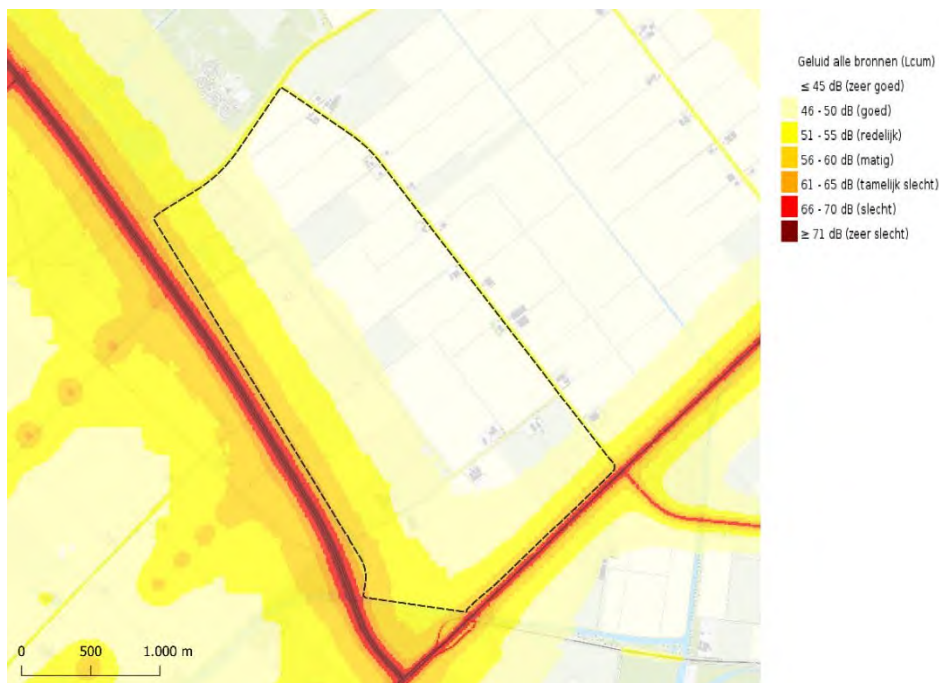 Geluid alle bronnen (Lcum)
≤ 45 dB (zeer goed)
46 - 50 dB (goed)
51 - 55 dB (redelijk)
56 - 60 dB (matig)
61 - 65 dB (tamelijk slecht)
66 - 70 dB (slecht)
≥ 71 dB (zeer slecht)
0 500 1.000 m